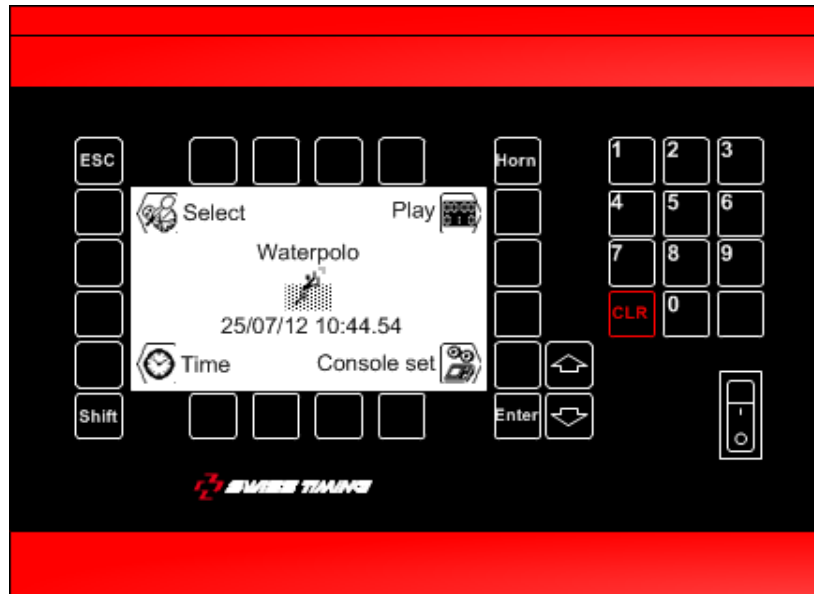 ESC Horn 1 2 3
Select Play 4 5 6
Waterpolo 7 8 9
25/07/12 10:44.54 CLR 0
Time Console set
Shift Enter
SWISS TIMING